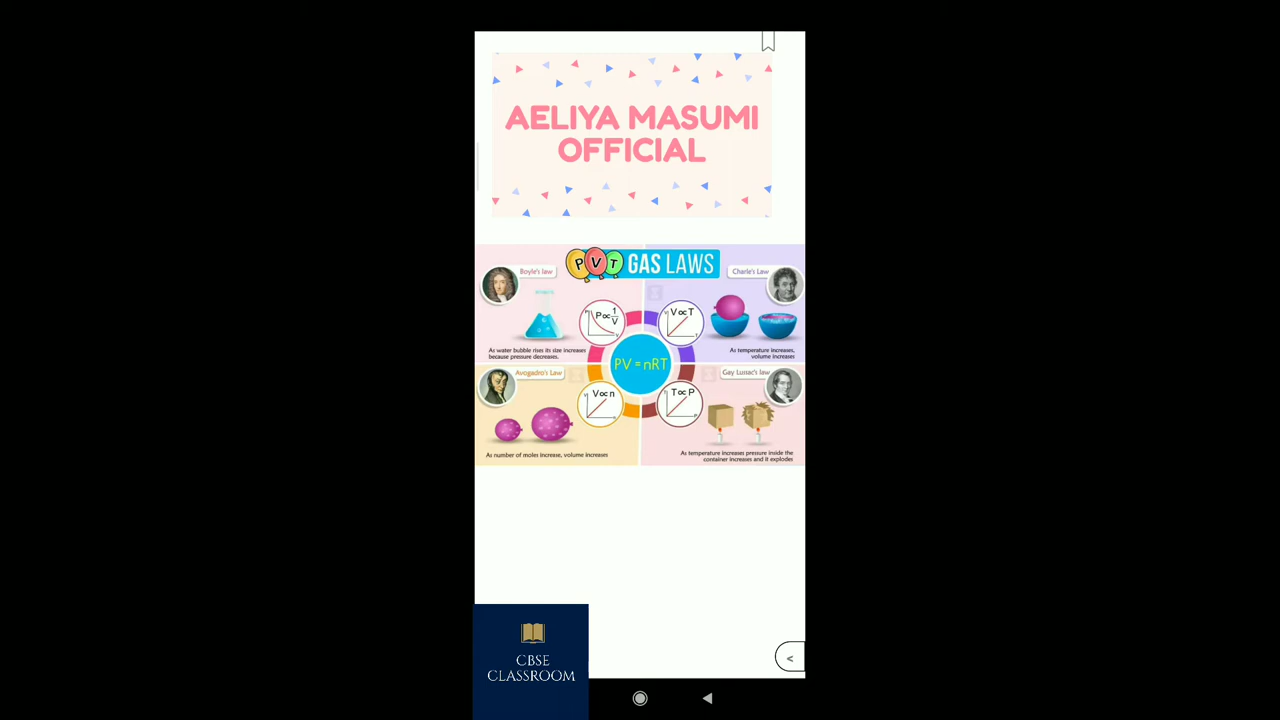 AELIYA MASUMI
OFFICIAL
PVT GAS LAWS
Boyle's law
P∝1/V
As water bubble rises its size increases
because pressure decreases.
Charle's Law
V∝T
As temperature increases,
volume increases
PV = nRT
Avogadro's Law
V∝n
As number of moles increase, volume increases
Gay Lustac's law
T∝P
As temperature increases pressure inside the
container increases and it explodes
CBSE
CLASSROOM
<